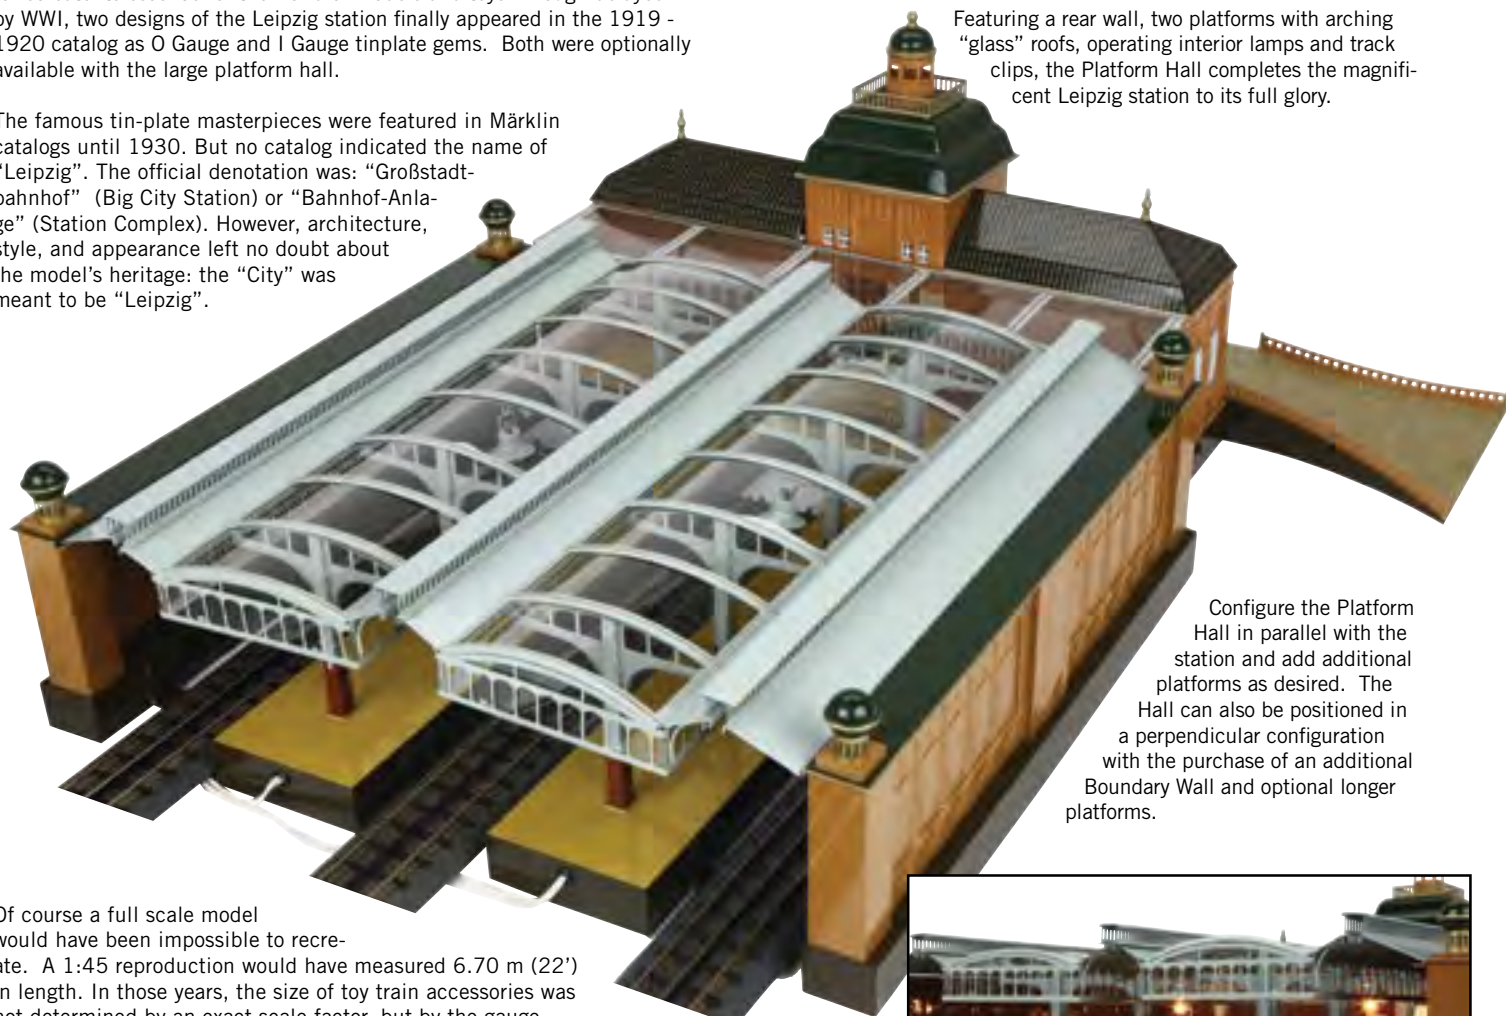 by WWI, two designs of the Leipzig station finally appeared in the 1919 -
1920 catalog as O Gauge and I Gauge tinplate gems.  Both were optionally
available with the large platform hall.
The famous tin-plate masterpieces were featured in Märklin
catalogs until 1930. But no catalog indicated the name of
“Leipzig”. The official denotation was: “Großstadt-
bahnhof”  (Big City Station) or “Bahnhof-Anla-
ge” (Station Complex). However, architecture,
style, and appearance left no doubt about
the model’s heritage: the “City” was
meant to be “Leipzig”.
Featuring a rear wall, two platforms with arching
“glass” roofs, operating interior lamps and track
clips, the Platform Hall completes the magnifi-
cent Leipzig station to its full glory.
Configure the Platform
Hall in parallel with the
station and add additional
platforms as desired.  The
Hall can also be positioned in
a perpendicular configuration
with the purchase of an additional
Boundary Wall and optional longer
platforms.
Of course a full scale model
would have been impossible to recre-
ate.  A 1:45 reproduction would have measured 6.70 m (22’)
in length. In those years, the size of toy train accessories was
not determined by an exact scale factor, but by the gauge